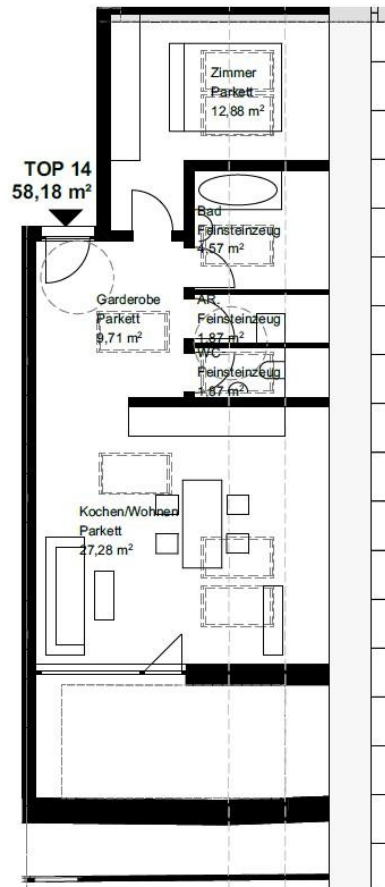 Zimmer
Parkett
12,88 m²
TOP 14
58,18 m²
Bad
Feinsteinzeug
4,57 m²
Garderobe
Parkett
9,71 m²
AR
Feinsteinzeug
1,87 m²
WC
Feinsteinzeug
1,87 m²
Kochen/Wohnen
Parkett
27,28 m²